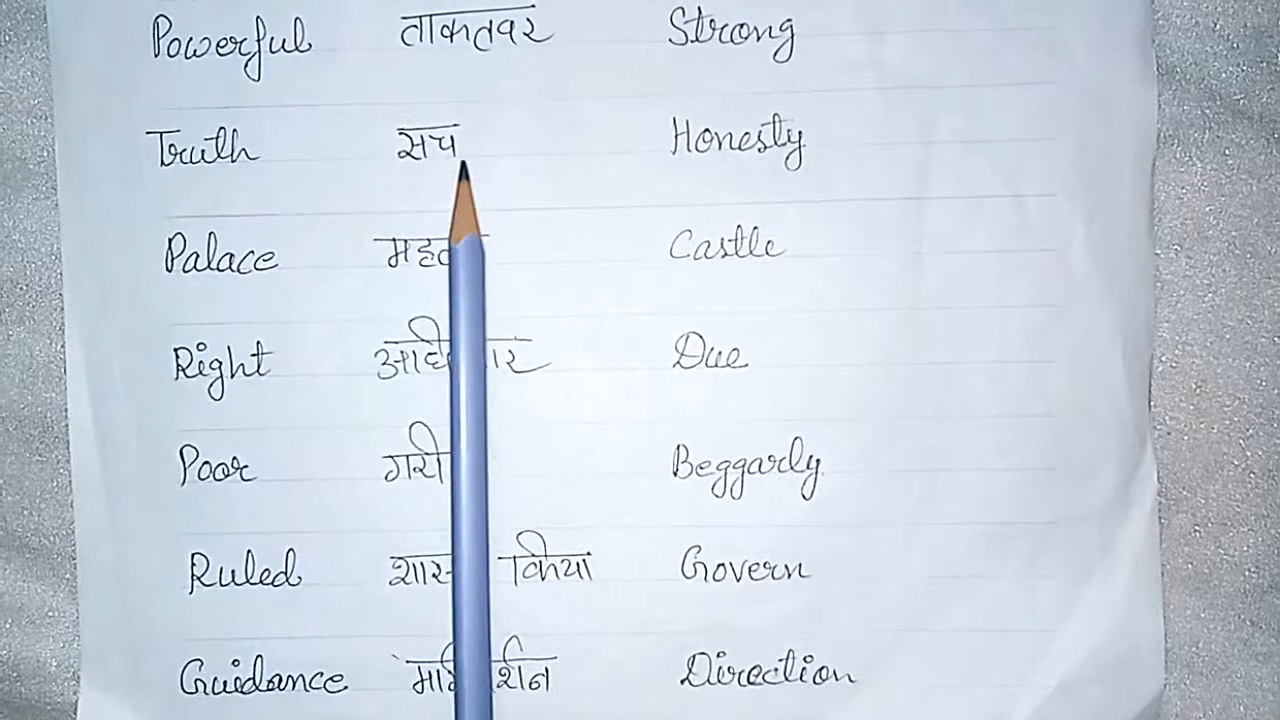 Powerful ताकतवर Strong
Truth सच Honesty
Palace Castle
Right Due
Poor Beggarly
Ruled किया Govern
Guidance Direction